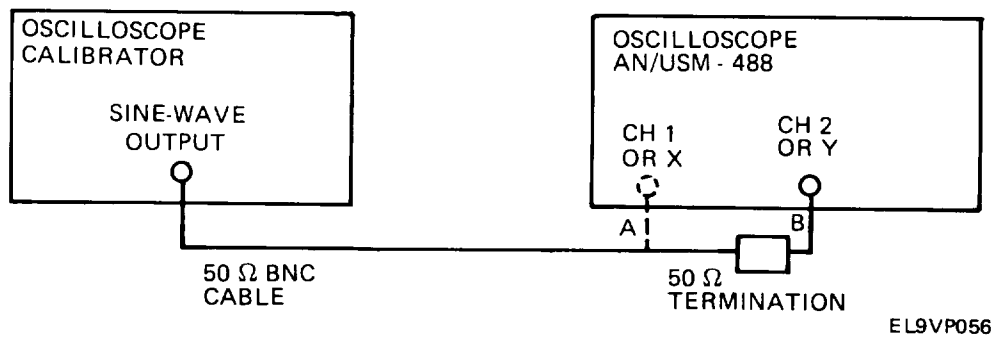 OSCILLOSCOPE
CALIBRATOR
SINE-WAVE
OUTPUT
OSCILLOSCOPE
AN/USM - 488
CH 1
OR X
CH 2
OR Y
A
B
50 Ω BNC
CABLE
50 Ω
TERMINATION
EL9VP056